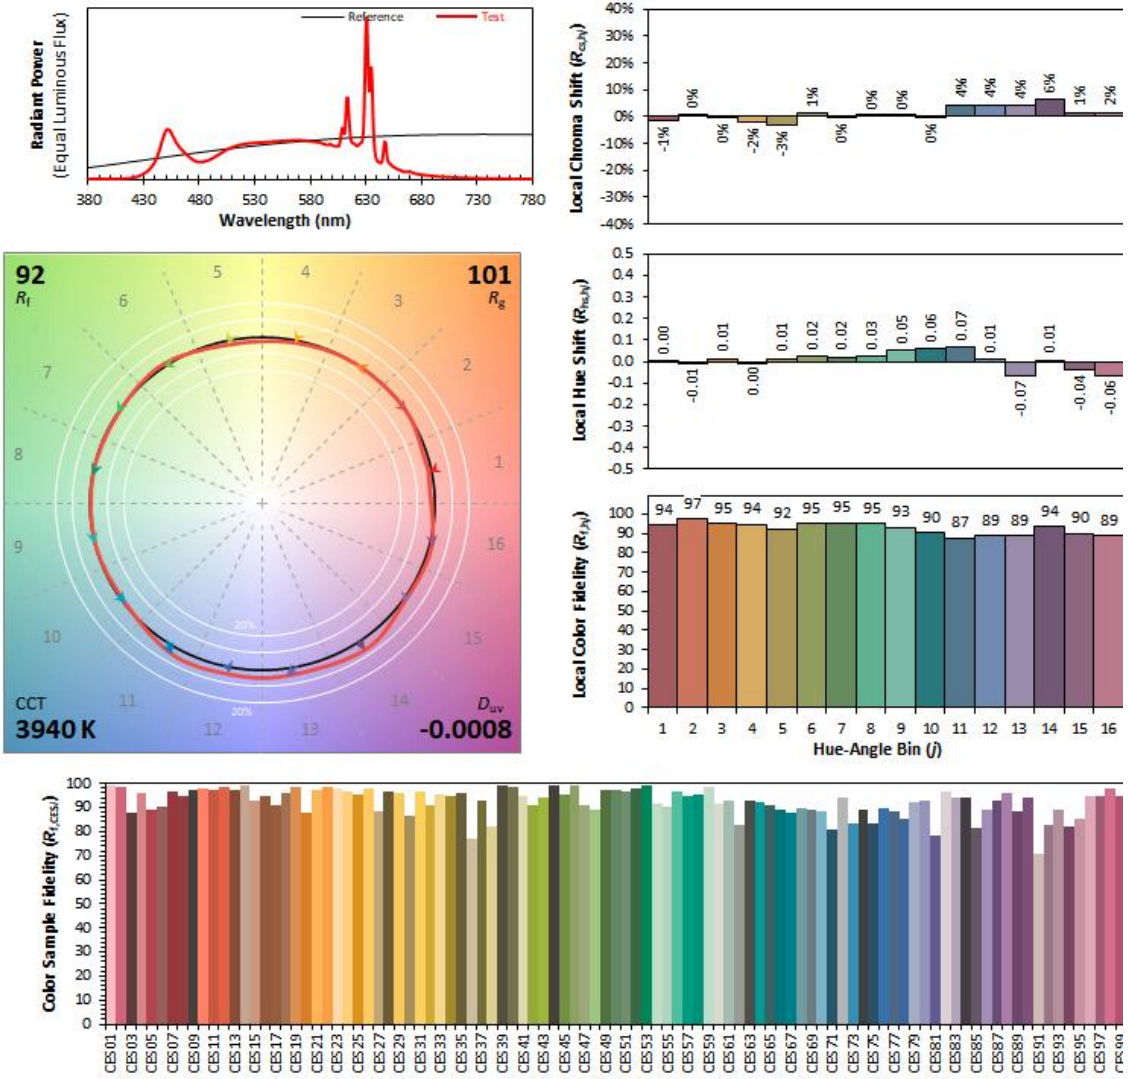 Reference Test
Radiant Power
(Equal Luminous Flux)
380 430 480 530 580 630 680 730 780
Wavelength (nm)
Local Chroma Shift (Rcs,hj)
40%
30%
20%
10%
0%
-10%
-20%
-30%
-40%
-1% 0% 0% -2% -3% 1% 0% 0% 0% 0% 4% 4% 4% 6% 1% 2%
92
Rf
101
Rg
5 4
6 3
7 2
8 1
9 16
10 15
11 14
12 13
20%
20%
CCT
3940 K
Duv
-0.0008
Local Hue Shift (Rhs,hj)
0.5
0.4
0.3
0.2
0.1
0.0
-0.1
-0.2
-0.3
-0.4
-0.5
0.00 -0.01 0.01 0.00 0.01 0.02 0.02 0.03 0.05 0.06 0.07 0.01 -0.07 0.01 -0.04 -0.06
Local Color Fidelity (Rf,hj)
100
90
80
70
60
50
40
30
20
10
0
94 97 95 94 92 95 95 95 93 90 87 89 89 94 90 89
1 2 3 4 5 6 7 8 9 10 11 12 13 14 15 16
Hue-Angle Bin (j)
Color Sample Fidelity (Rf,CESi)
100
90
80
70
60
50
40
30
20
10
0
CES01 CES03 CES05 CES07 CES09 CES11 CES13 CES15 CES17 CES19 CES21 CES23 CES25 CES27 CES29 CES31 CES33 CES35 CES37 CES39 CES41 CES43 CES45 CES47 CES49 CES51 CES53 CES55 CES57 CES59 CES61 CES63 CES65 CES67 CES69 CES71 CES73 CES75 CES77 CES79 CES81 CES83 CES85 CES87 CES89 CES91 CES93 CES95 CES97 CES99